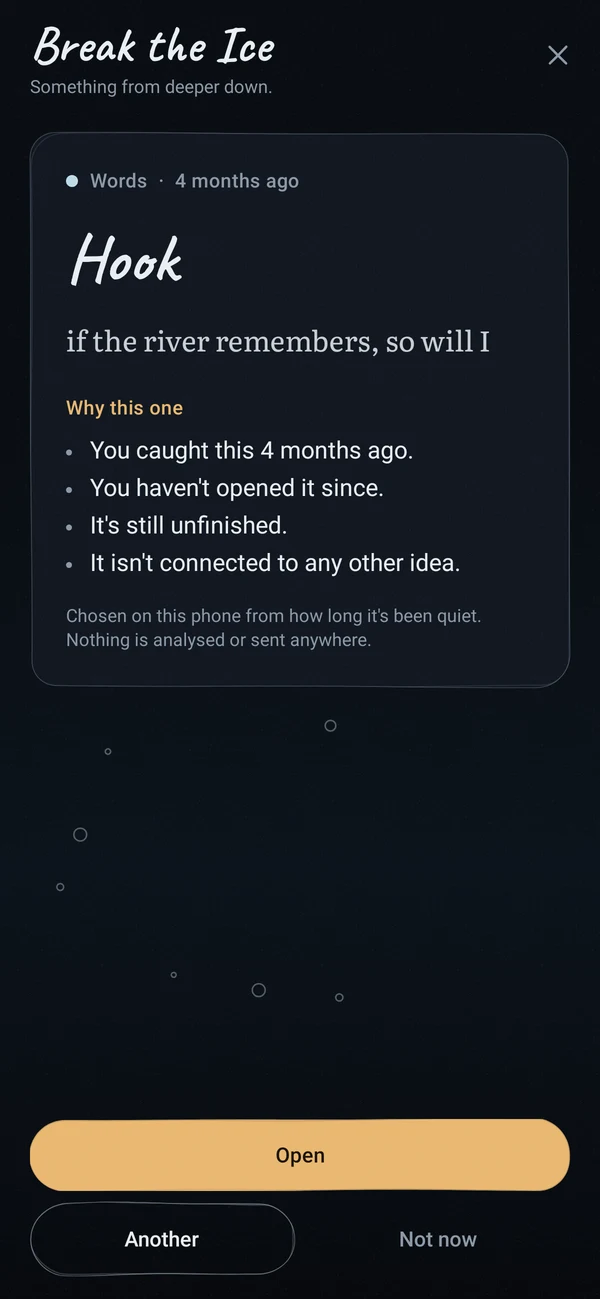 Break the Ice
Something from deeper down.
Words · 4 months ago
Hook
if the river remembers, so will I
Why this one
• You caught this 4 months ago.
• You haven't opened it since.
• It's still unfinished.
• It isn't connected to any other idea.
Chosen on this phone from how long it's been quiet.
Nothing is analysed or sent anywhere.
Open
Another
Not now